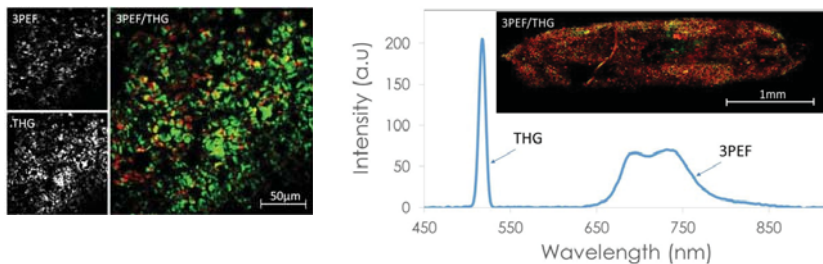 3PEF
3PEF/THG
THG
50µm
3PEF/THG
1mm
200
150
100
50
0
Intensity (a.u)
THG
3PEF
450
550
650
750
850
Wavelength (nm)